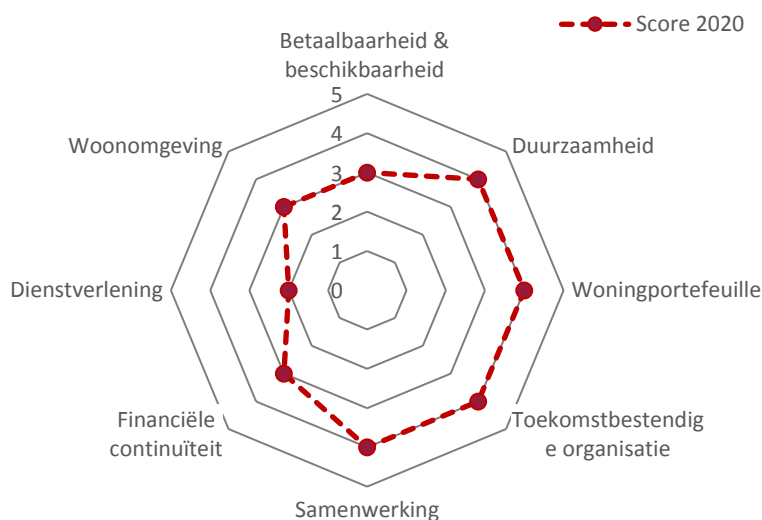 Score 2020
Betaalbaarheid &
beschikbaarheid
5
4
3
2
1
0
Duurzaamheid
Woningportefeuille
Toekomstbestendig
e organisatie
Samenwerking
Financiële
continuïteit
Dienstverlening
Woonomgeving